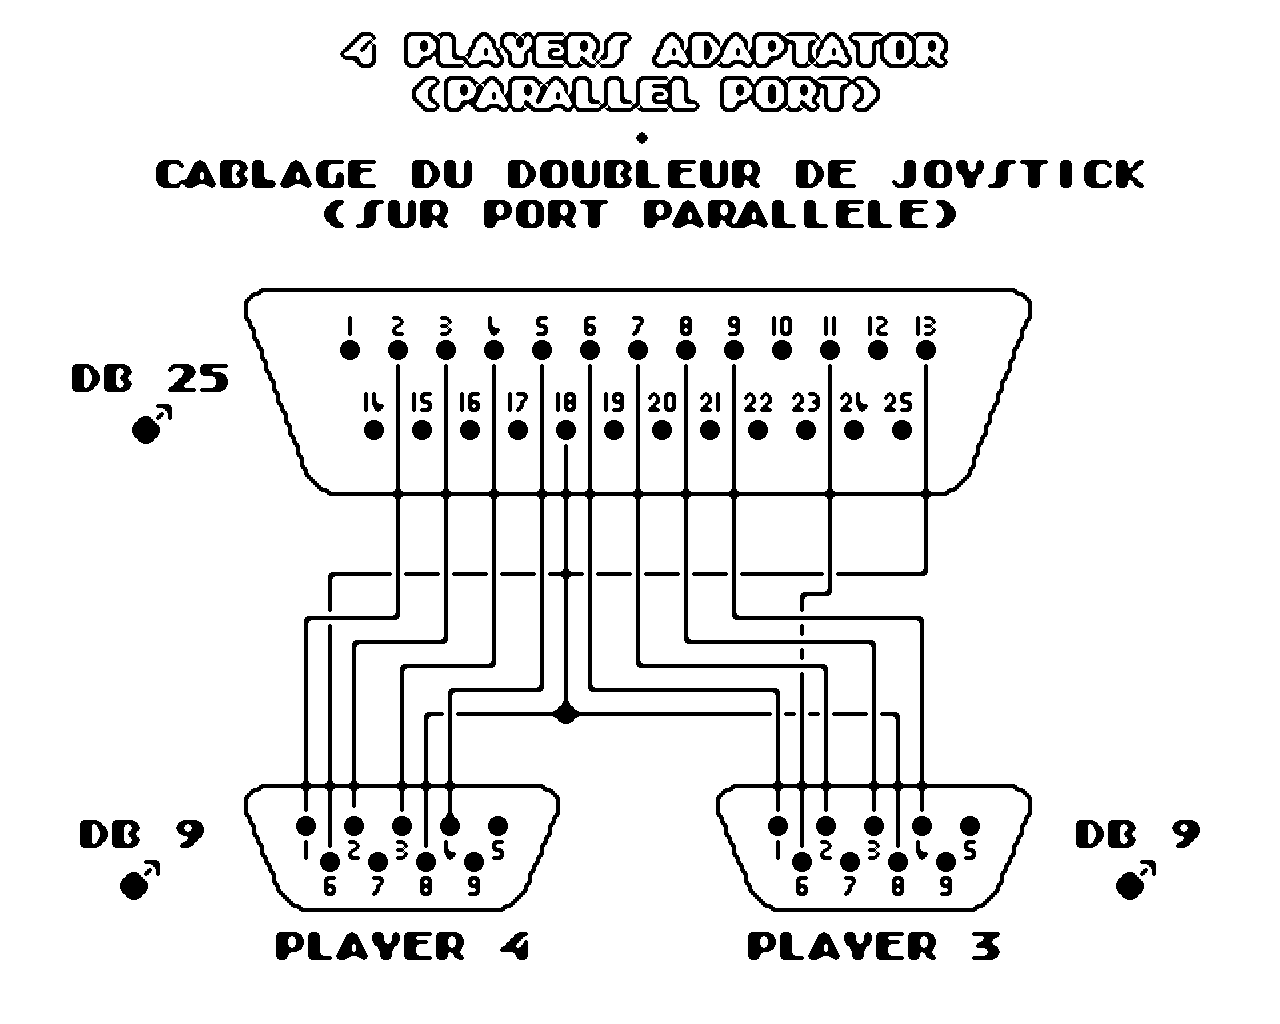 4 PLAYERS ADAPTATOR
(PARALLEL PORT)
CABLAGE DU DOUBLEUR DE JOYSTICK
(SUR PORT PARALLELE)
1 2 3 4 5 6 7 8 9 10 11 12 13
DB 25
14 15 16 17 18 19 20 21 22 23 24 25
DB 9
1 2 3 4 5
6 7 8 9
PLAYER 4
1 2 3 4 5
6 7 8 9
DB 9
PLAYER 3